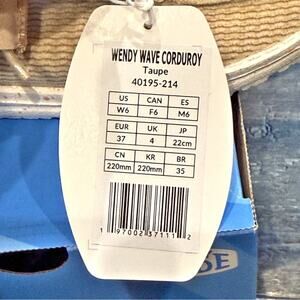 WENDY WAVE CORDUROY
Taupe
40195-214
US CAN ES
W6 F6 M6
EUR UK JP
37 4 22cm
CN KR BR
220mm 220mm 35
1 97002 37111 2